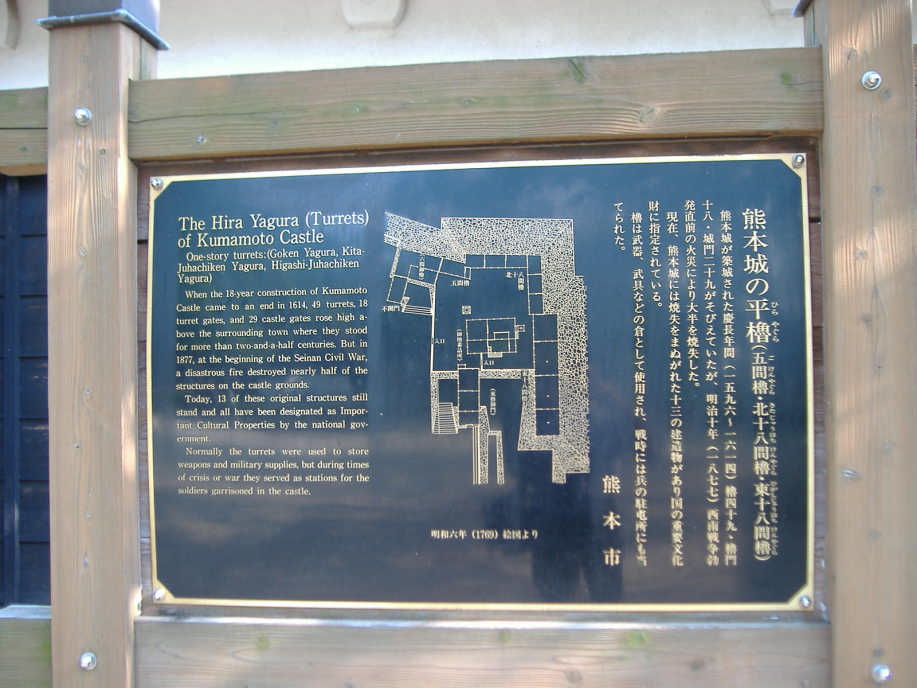 The Hira Yagura (Turrets)
of Kumamoto Castle
One-story turrets:(Goken Yagura, Kita-
Juhachiken Yagura, Higashi-Juhachiken
Yagura)
When the 18-year construction of Kumamoto
Castle came to an end in 1614, 49 turrets, 18
turret gates, and 29 castle gates rose high a-
bove the surrounding town where they stood
for more than two-and-a-half centuries. But in
1877, at the beginning of the Seinan Civil War,
a disastrous fire destroyed nearly half of the
structures on the castle grounds.
Today, 13 of these original structures still
stand and all have been designated as Impor-
tant Cultural Properties by the national gov-
ernment.
Normally the turrets were used to store
weapons and military supplies, but during times
of crisis or war they served as stations for the
soldiers garrisoned in the castle.
五間櫓
北十八
間櫓
不開門
入口
入口
明和六年(1769)絵図より
熊本城の平櫓(五間櫓・北十八間櫓・東十八間櫓)
熊本城が築城された慶長年間(一五九六〜一六一四)櫓四十九・櫓門
十八・城門二十九がそびえていたが、明治十年(一八七七)西南戦争勃
発直前の火災により大半を焼失した。
現在、熊本城には焼失をまぬがれた十三の建造物があり国の重要文化
財に指定されている。
櫓は武器、武具などの倉として使用され、戦時には兵の駐屯所にも当
てられた。
熊本市